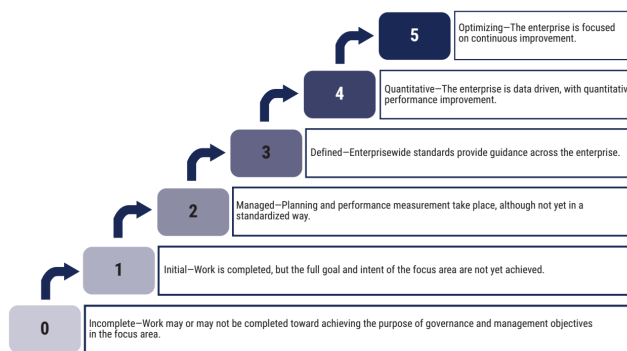 5
Optimizing—The enterprise is focused
on continuous improvement.
4
Quantitative—The enterprise is data driven, with
performance improvement.
3
Defined—Enterprisewide standards provide guidance across the enterprise.
2
Managed—Planning and performance measurement take place, although not yet in a
standardized way.
1
Initial—Work is completed, but the full goal and intent of the focus area are not yet achieved.
0
Incomplete—Work may or may not be completed toward achieving the purpose of governance and management objectives
in the focus area.